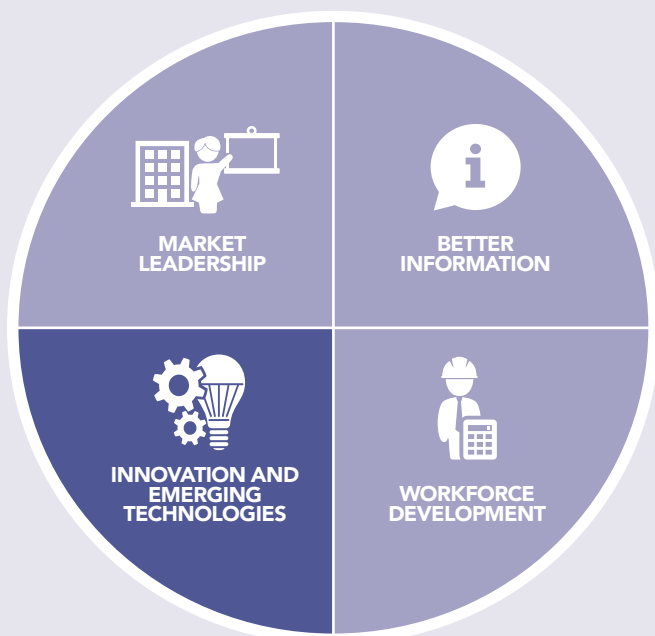 MARKET
LEADERSHIP
i
BETTER
INFORMATION
INNOVATION AND
EMERGING
TECHNOLOGIES
WORKFORCE
DEVELOPMENT